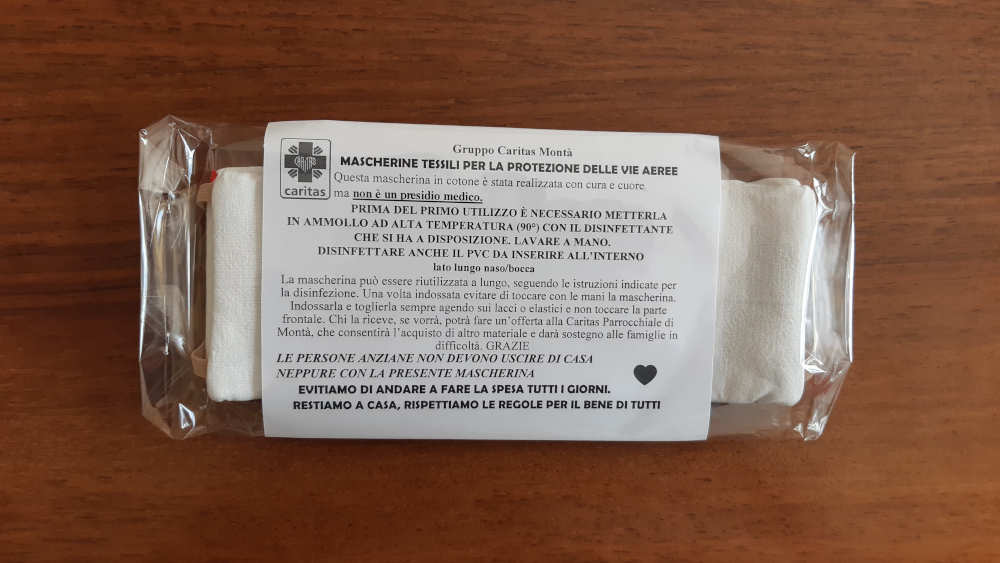 Gruppo Caritas Montà
CARITAS
caritas
MASCHERINE TESSILI PER LA PROTEZIONE DELLE VIE AEREE
Questa mascherina in cotone è stata realizzata con cura e cuore
ma non è un presidio medico.
PRIMA DEL PRIMO UTILIZZO È NECESSARIO METTERLA
IN AMMOLLO AD ALTA TEMPERATURA (90°) CON IL DISINFETTANTE
CHE SI HA A DISPOSIZIONE. LAVARE A MANO.
DISINFETTARE ANCHE IL PVC DA INSERIRE ALL'INTERNO
lato lungo naso/bocca
La mascherina può essere riutilizzata a lungo, seguendo le istruzioni indicate per
la disinfezione. Una volta indossata evitare di toccare con le mani la mascherina.
Indossarla e toglierla sempre agendo sui lacci o elastici e non toccare la parte
frontale. Chi la riceve, se vorrà, potrà fare un'offerta alla Caritas Parrocchiale di
Montà, che consentirà l'acquisto di altro materiale e darà sostegno alle famiglie in
difficoltà. GRAZIE
LE PERSONE ANZIANE NON DEVONO USCIRE DI CASA
NEPPURE CON LA PRESENTE MASCHERINA
EVITIAMO DI ANDARE A FARE LA SPESA TUTTI I GIORNI.
RESTIAMO A CASA, RISPETTIAMO LE REGOLE PER IL BENE DI TUTTI